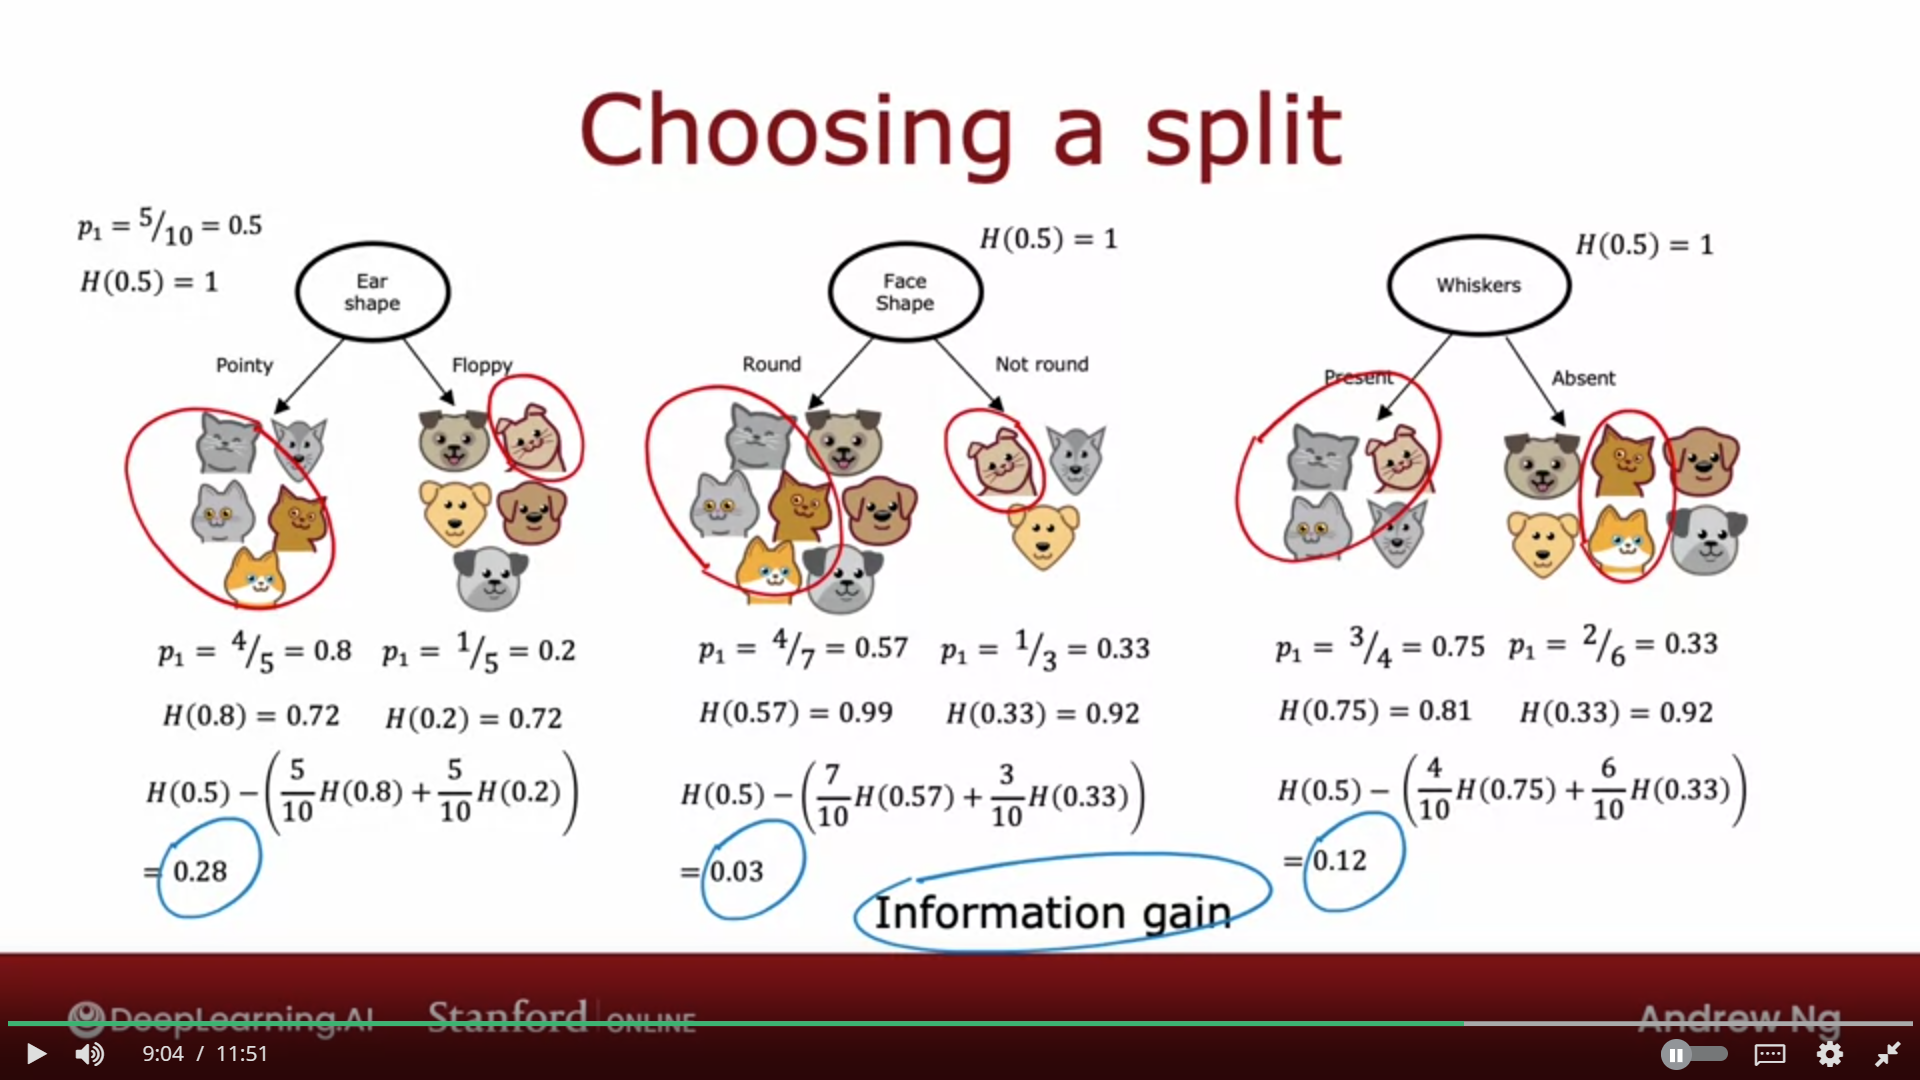 Choosing a split
p₁ = 5/10 = 0.5
H(0.5) = 1
Ear
shape
Pointy
Floppy
p₁ = 4/5 = 0.8
p₁ = 1/5 = 0.2
H(0.8) = 0.72
H(0.2) = 0.72
H(0.5) − (5/10 H(0.8) + 5/10 H(0.2))
= 0.28
H(0.5) = 1
Face
Shape
Round
Not round
p₁ = 4/7 = 0.57
p₁ = 1/3 = 0.33
H(0.57) = 0.99
H(0.33) = 0.92
H(0.5) − (7/10 H(0.57) + 3/10 H(0.33))
= 0.03
H(0.5) = 1
Whiskers
Present
Absent
p₁ = 3/4 = 0.75
p₁ = 2/6 = 0.33
H(0.75) = 0.81
H(0.33) = 0.92
H(0.5) − (4/10 H(0.75) + 6/10 H(0.33))
= 0.12
Information gain
DeepLearning.AI
Stanford ONLINE
Andrew Ng
9:04 / 11:51